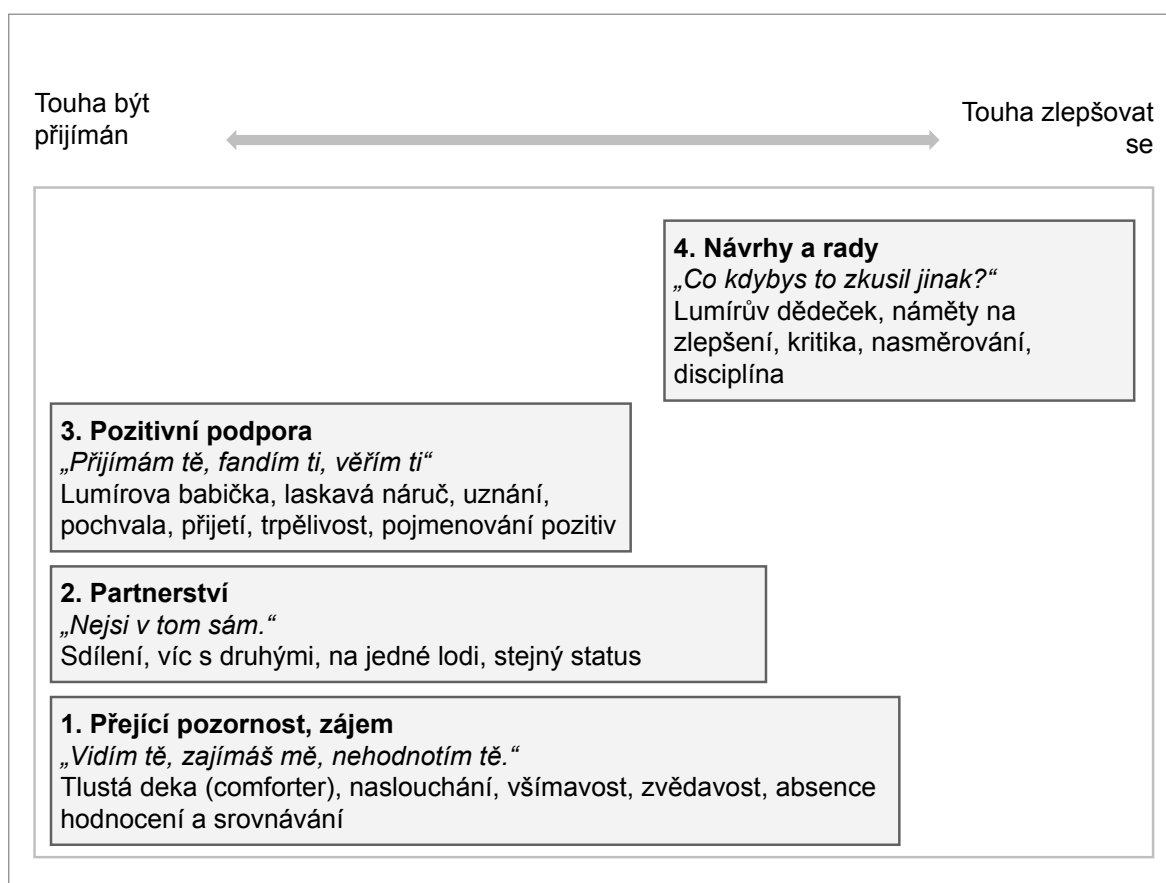 Touha být
přijímán
Touha zlepšovat
se
4. Návrhy a rady
„Co kdybys to zkusil jinak?“
Lumírův dědeček, náměty na
zlepšení, kritika, nasměrování,
disciplína
3. Pozitivní podpora
„Přijímám tě, fandím ti, věřím ti“
Lumírova babička, laskavá náruč, uznání,
pochvala, přijetí, trpělivost, pojmenování pozitiv
2. Partnerství
„Nejsi v tom sám.“
Sdílení, víc s druhými, na jedné lodi, stejný status
1. Přející pozornost, zájem
„Vidím tě, zajímáš mě, nehodnotím tě.“
Tlustá deka (comforter), naslouchání, všímavost, zvědavost, absence
hodnocení a srovnávání